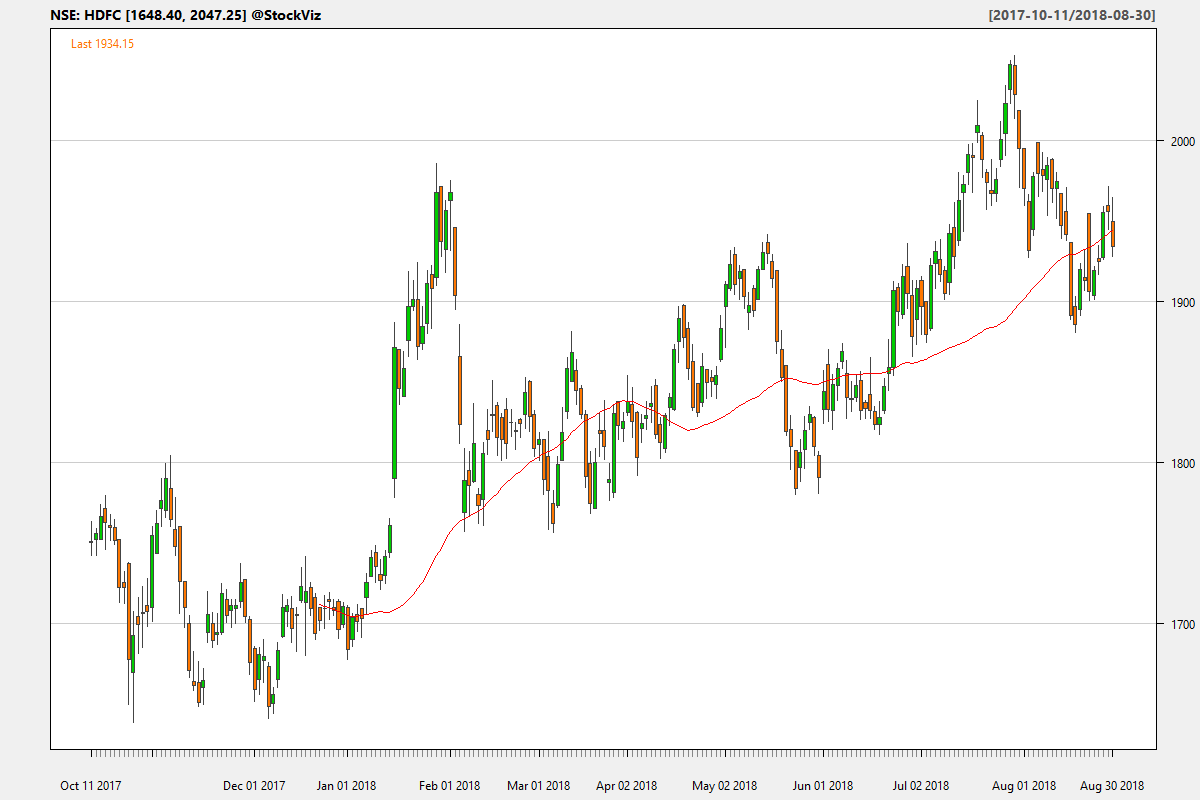 NSE: HDFC [1648.40, 2047.25] @StockViz [2017-10-11/2018-08-30]
Last 1934.15
2000
1900
1800
1700
Oct 11 2017 Dec 01 2017 Jan 01 2018 Feb 01 2018 Mar 01 2018 Apr 02 2018 May 02 2018 Jun 01 2018 Jul 02 2018 Aug 01 2018 Aug 30 2018